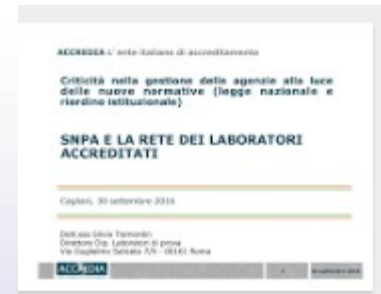 ACCREDIA L' ente italiano di accreditamento
Criticità nella gestione delle agenzie alla luce
delle nuove normative (legge nazionale e
riordino istituzionale)
SNPA E LA RETE DEI LABORATORI
ACCREDITATI
Cagliari, 30 settembre 2016
Dott.ssa Silvia Tramontin
Direttore Dip. Laboratori di prova
Via Guglielmo Saliceto 7/9 - 00161 Roma
ACCREDIA